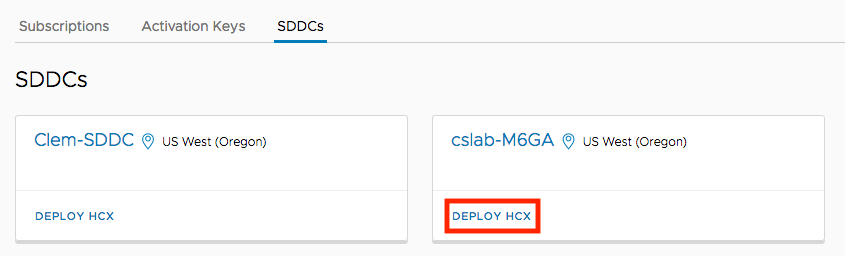 Subscriptions Activation Keys SDDCs
SDDCs
Clem-SDDC US West (Oregon)
cslab-M6GA US West (Oregon)
DEPLOY HCX
DEPLOY HCX